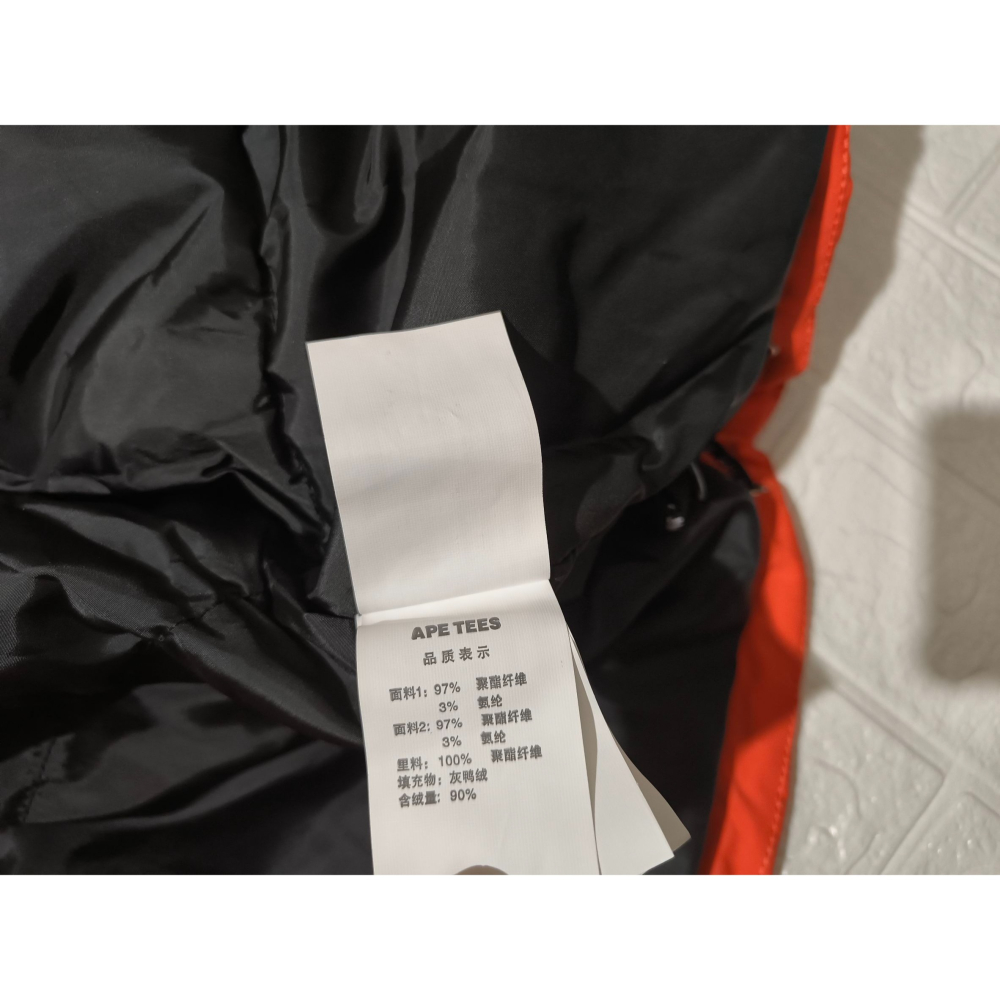 APE TEES
品质表示
面料1: 97% 聚酯纤维
3% 氨纶
面料2: 97% 聚酯纤维
3% 氨纶
里料: 100% 聚酯纤维
填充物: 灰鸭绒
含绒量: 90%